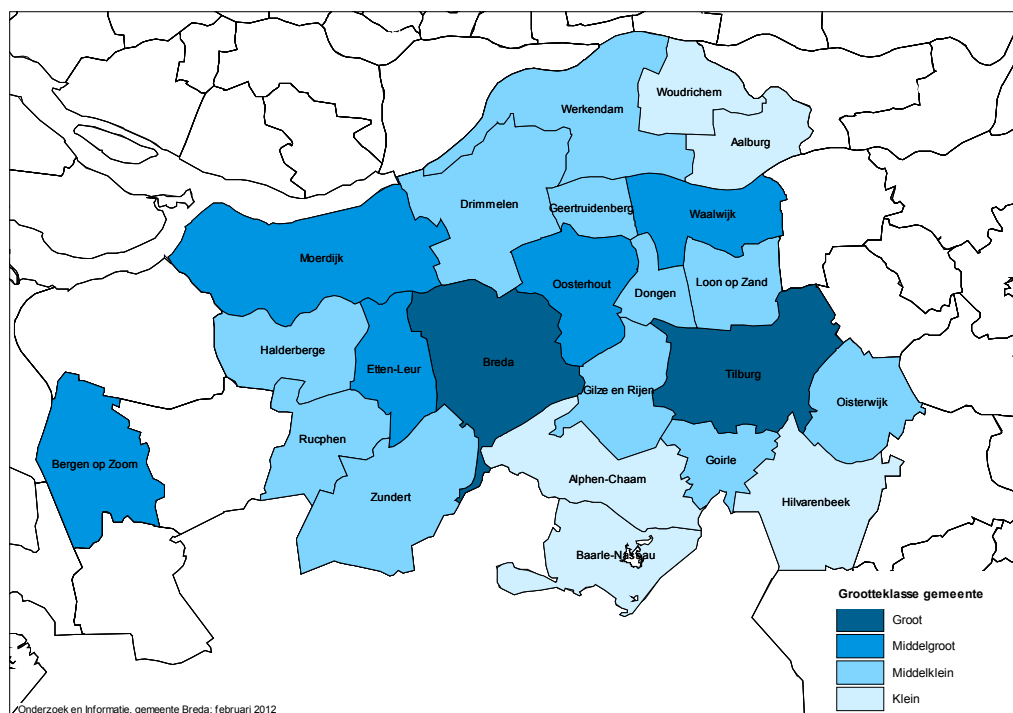 Woudrichem
Werkendam
Aalburg
Drimmelen
Geertruidenberg
Waalwijk
Moerdijk
Oosterhout
Dongen
Loon op Zand
Halderberge
Etten-Leur
Breda
Gilze en Rijen
Tilburg
Oisterwijk
Rucphen
Bergen op Zoom
Goirle
Alphen-Chaam
Zundert
Hilvarenbeek
Baarle-Nassau
Grootteklasse gemeente
Groot
Middelgroot
Middelklein
Klein
Onderzoek en Informatie, gemeente Breda; februari 2012